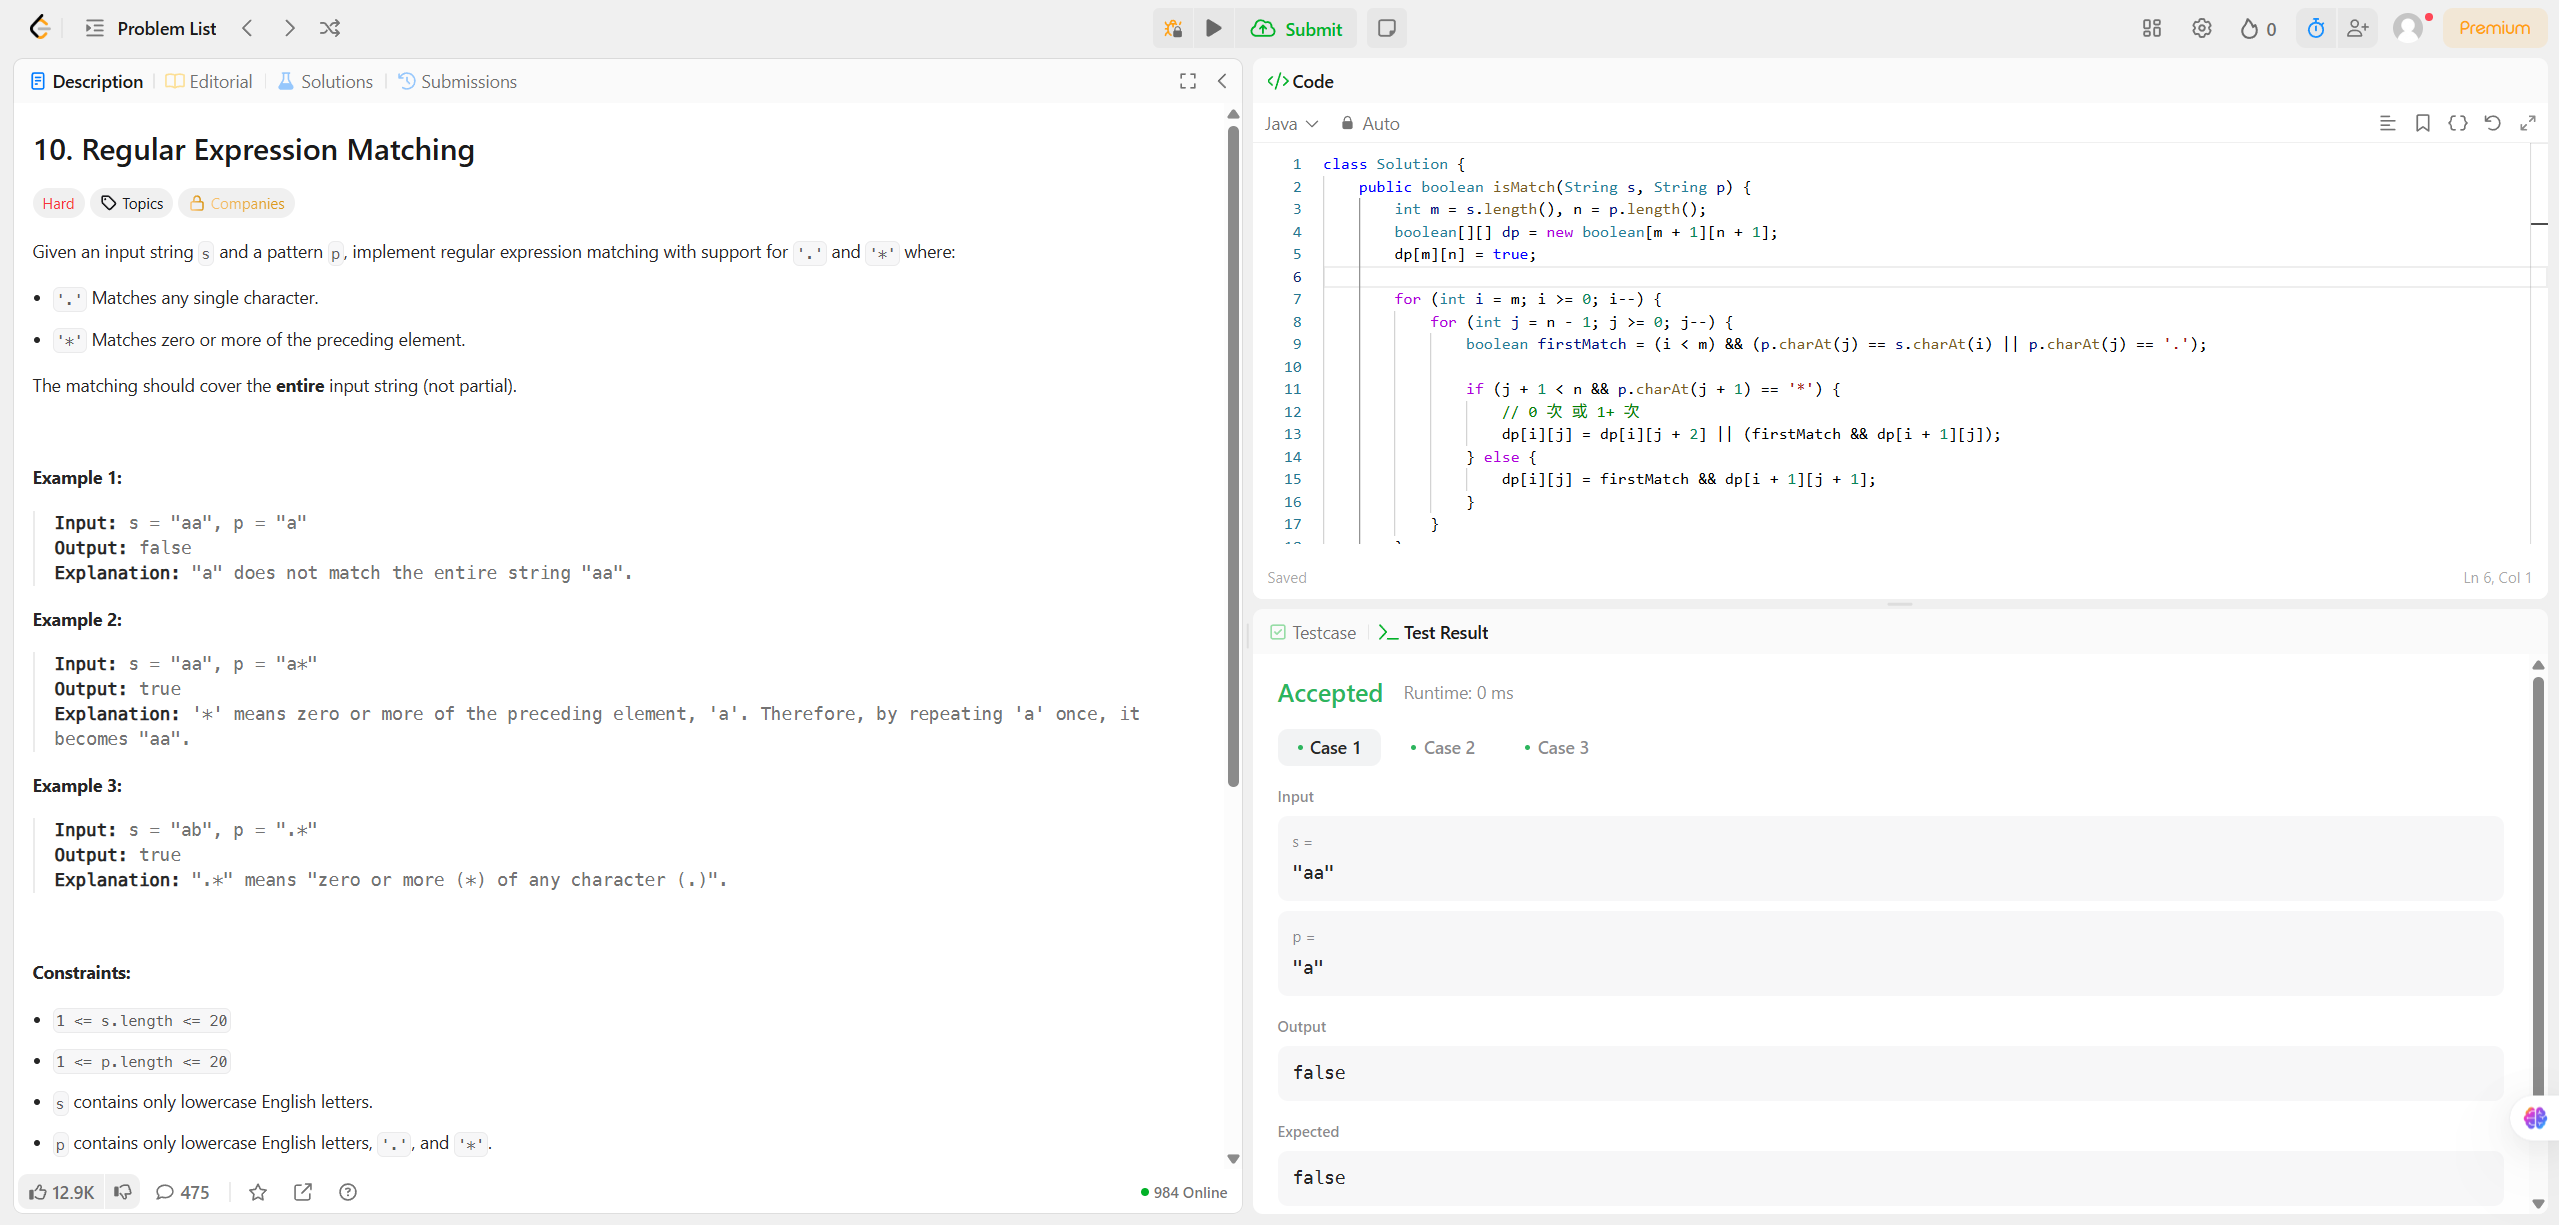 Problem List
Submit
0
Premium
Description
Editorial
Solutions
Submissions
10. Regular Expression Matching
Hard
Topics
Companies
Given an input string s and a pattern p, implement regular expression matching with support for '.' and '*' where:
• '.' Matches any single character.
• '*' Matches zero or more of the preceding element.
The matching should cover the entire input string (not partial).
Example 1:
Input: s = "aa", p = "a"
Output: false
Explanation: "a" does not match the entire string "aa".
Example 2:
Input: s = "aa", p = "a*"
Output: true
Explanation: '*' means zero or more of the preceding element, 'a'. Therefore, by repeating 'a' once, it
becomes "aa".
Example 3:
Input: s = "ab", p = ".*"
Output: true
Explanation: ".*" means "zero or more (*) of any character (.)".
Constraints:
• 1 <= s.length <= 20
• 1 <= p.length <= 20
• s contains only lowercase English letters.
• p contains only lowercase English letters, '.', and '*'.
12.9K
475
984 Online
</> Code
Java
Auto
1 class Solution {
2 public boolean isMatch(String s, String p) {
3 int m = s.length(), n = p.length();
4 boolean[][] dp = new boolean[m + 1][n + 1];
5 dp[m][n] = true;
6
7 for (int i = m; i >= 0; i--) {
8 for (int j = n - 1; j >= 0; j--) {
9 boolean firstMatch = (i < m) && (p.charAt(j) == s.charAt(i) || p.charAt(j) == '.');
10
11 if (j + 1 < n && p.charAt(j + 1) == '*') {
12 // 0 次 或 1+ 次
13 dp[i][j] = dp[i][j + 2] || (firstMatch && dp[i + 1][j]);
14 } else {
15 dp[i][j] = firstMatch && dp[i + 1][j + 1];
16 }
17 }
Saved
Ln 6, Col 1
Testcase
Test Result
Accepted
Runtime: 0 ms
Case 1
Case 2
Case 3
Input
s =
"aa"
p =
"a"
Output
false
Expected
false